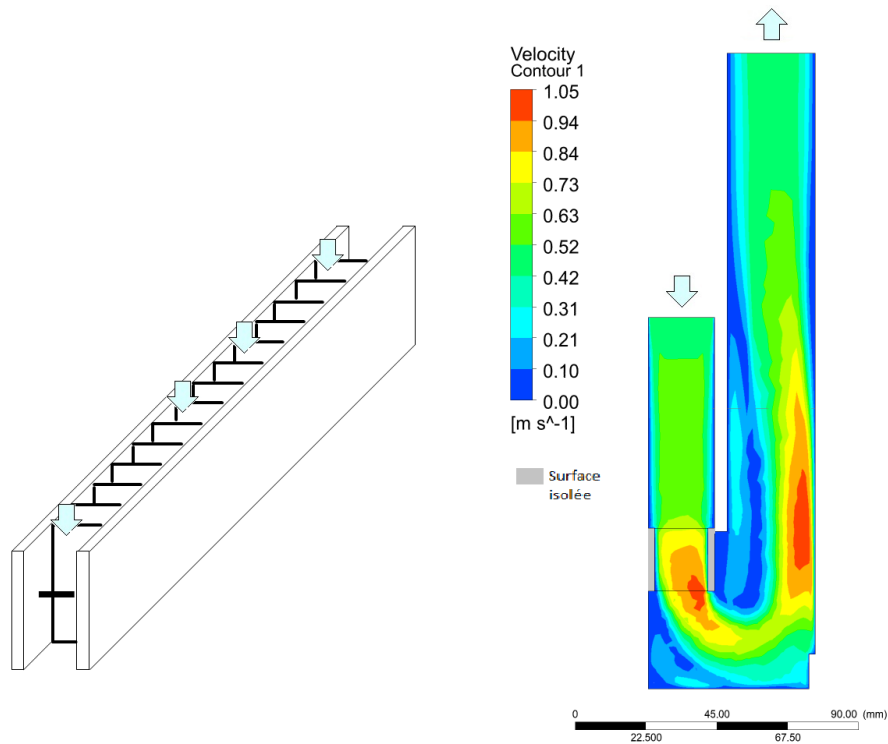 Velocity
Contour 1
1.05
0.94
0.84
0.73
0.63
0.52
0.42
0.31
0.21
0.10
0.00
[m s^-1]
Surface
isolée
0 45.00 90.00 (mm)
22.500 67.50